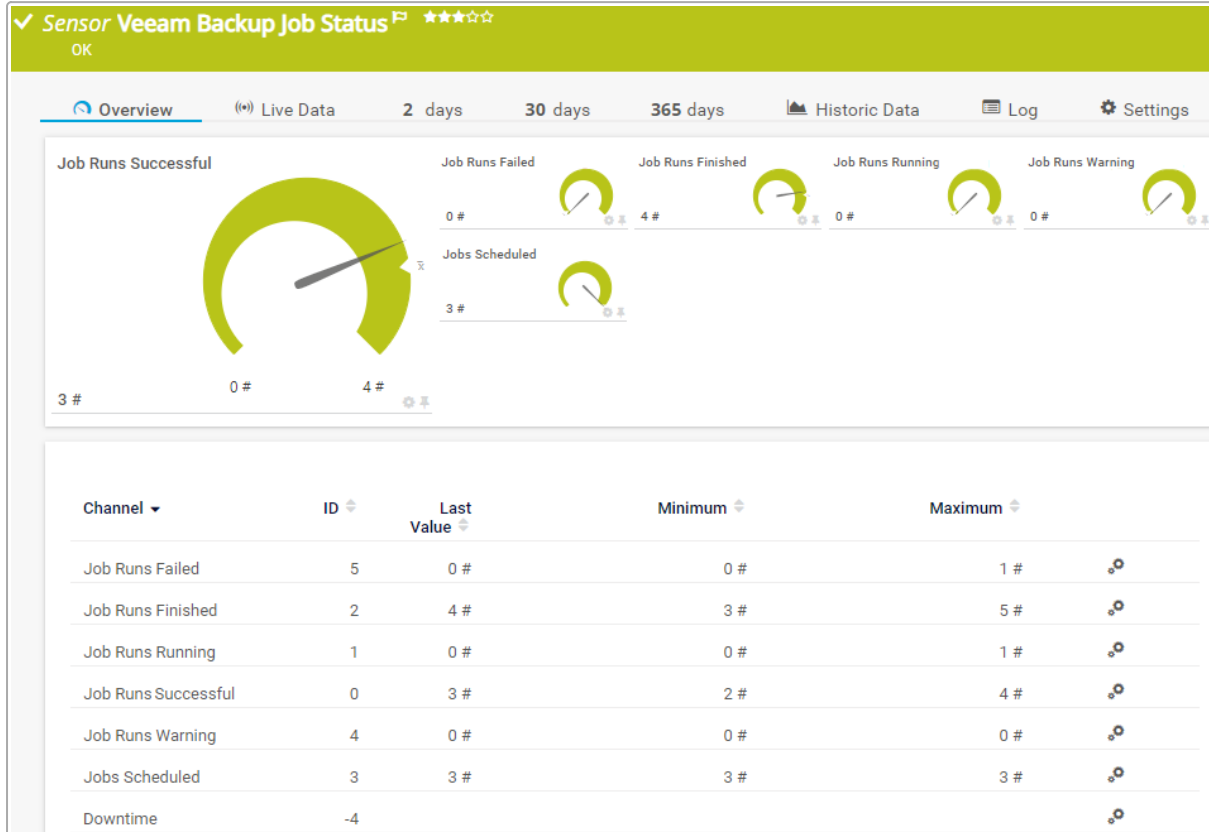 Sensor Veeam Backup Job Status
OK
Overview Live Data 2 days 30 days 365 days Historic Data Log Settings
Job Runs Successful
0 #
4 #
x̄
3 #
Job Runs Failed
0 #
Job Runs Finished
4 #
Job Runs Running
0 #
Job Runs Warning
0 #
Jobs Scheduled
3 #
Channel ID Last Value Minimum Maximum
Job Runs Failed 5 0 # 0 # 1 #
Job Runs Finished 2 4 # 3 # 5 #
Job Runs Running 1 0 # 0 # 1 #
Job Runs Successful 0 3 # 2 # 4 #
Job Runs Warning 4 0 # 0 # 0 #
Jobs Scheduled 3 3 # 3 # 3 #
Downtime -4